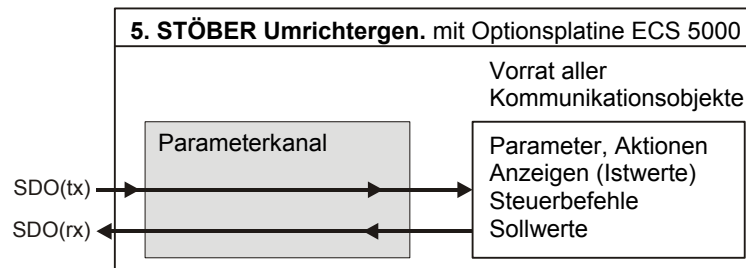 5. STÖBER Umrichtergen. mit Optionsplatine ECS 5000
Vorrat aller
Kommunikationsobjekte
Parameterkanal
Parameter, Aktionen
Anzeigen (Istwerte)
Steuerbefehle
Sollwerte
SDO(tx)
SDO(rx)